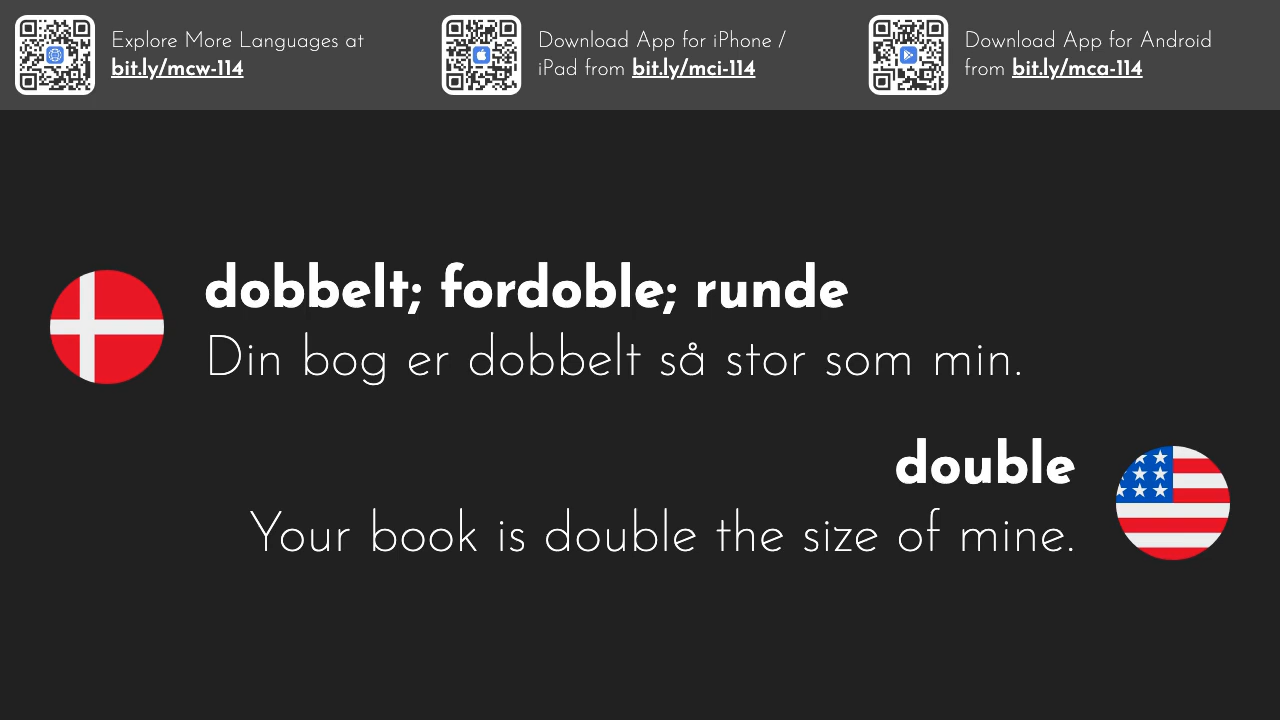 Explore More Languages at
bit.ly/mcw-114
Download App for iPhone /
iPad from bit.ly/mci-114
Download App for Android
from bit.ly/mca-114
dobbelt; fordoble; runde
Din bog er dobbelt så stor som min.
double
Your book is double the size of mine.